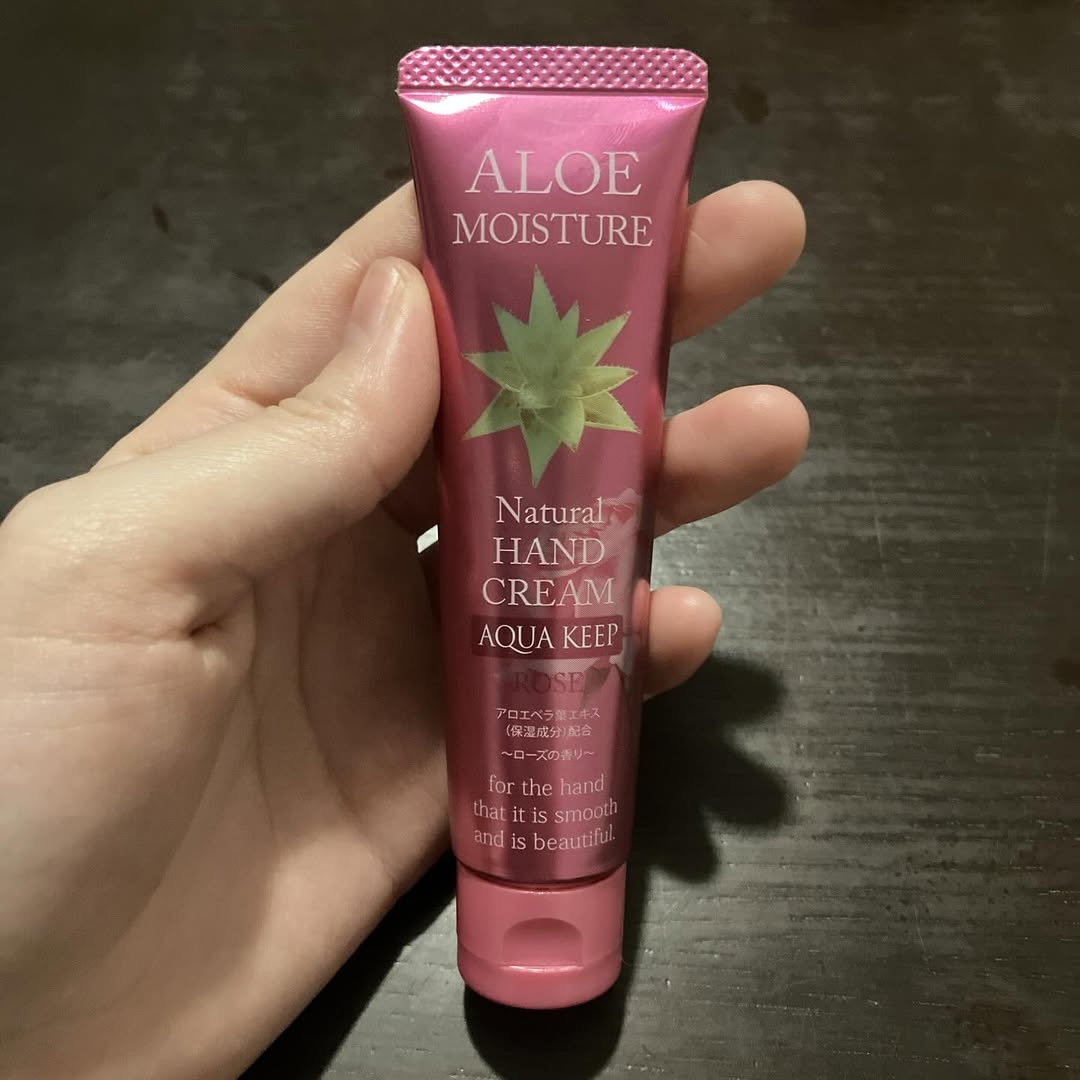 ALOE
MOISTURE
Natural
HAND
CREAM
AQUA KEEP
ROSE
アロエベラ葉エキス
(保湿成分)配合
〜ローズの香り〜
for the hand
that it is smooth
and is beautiful.